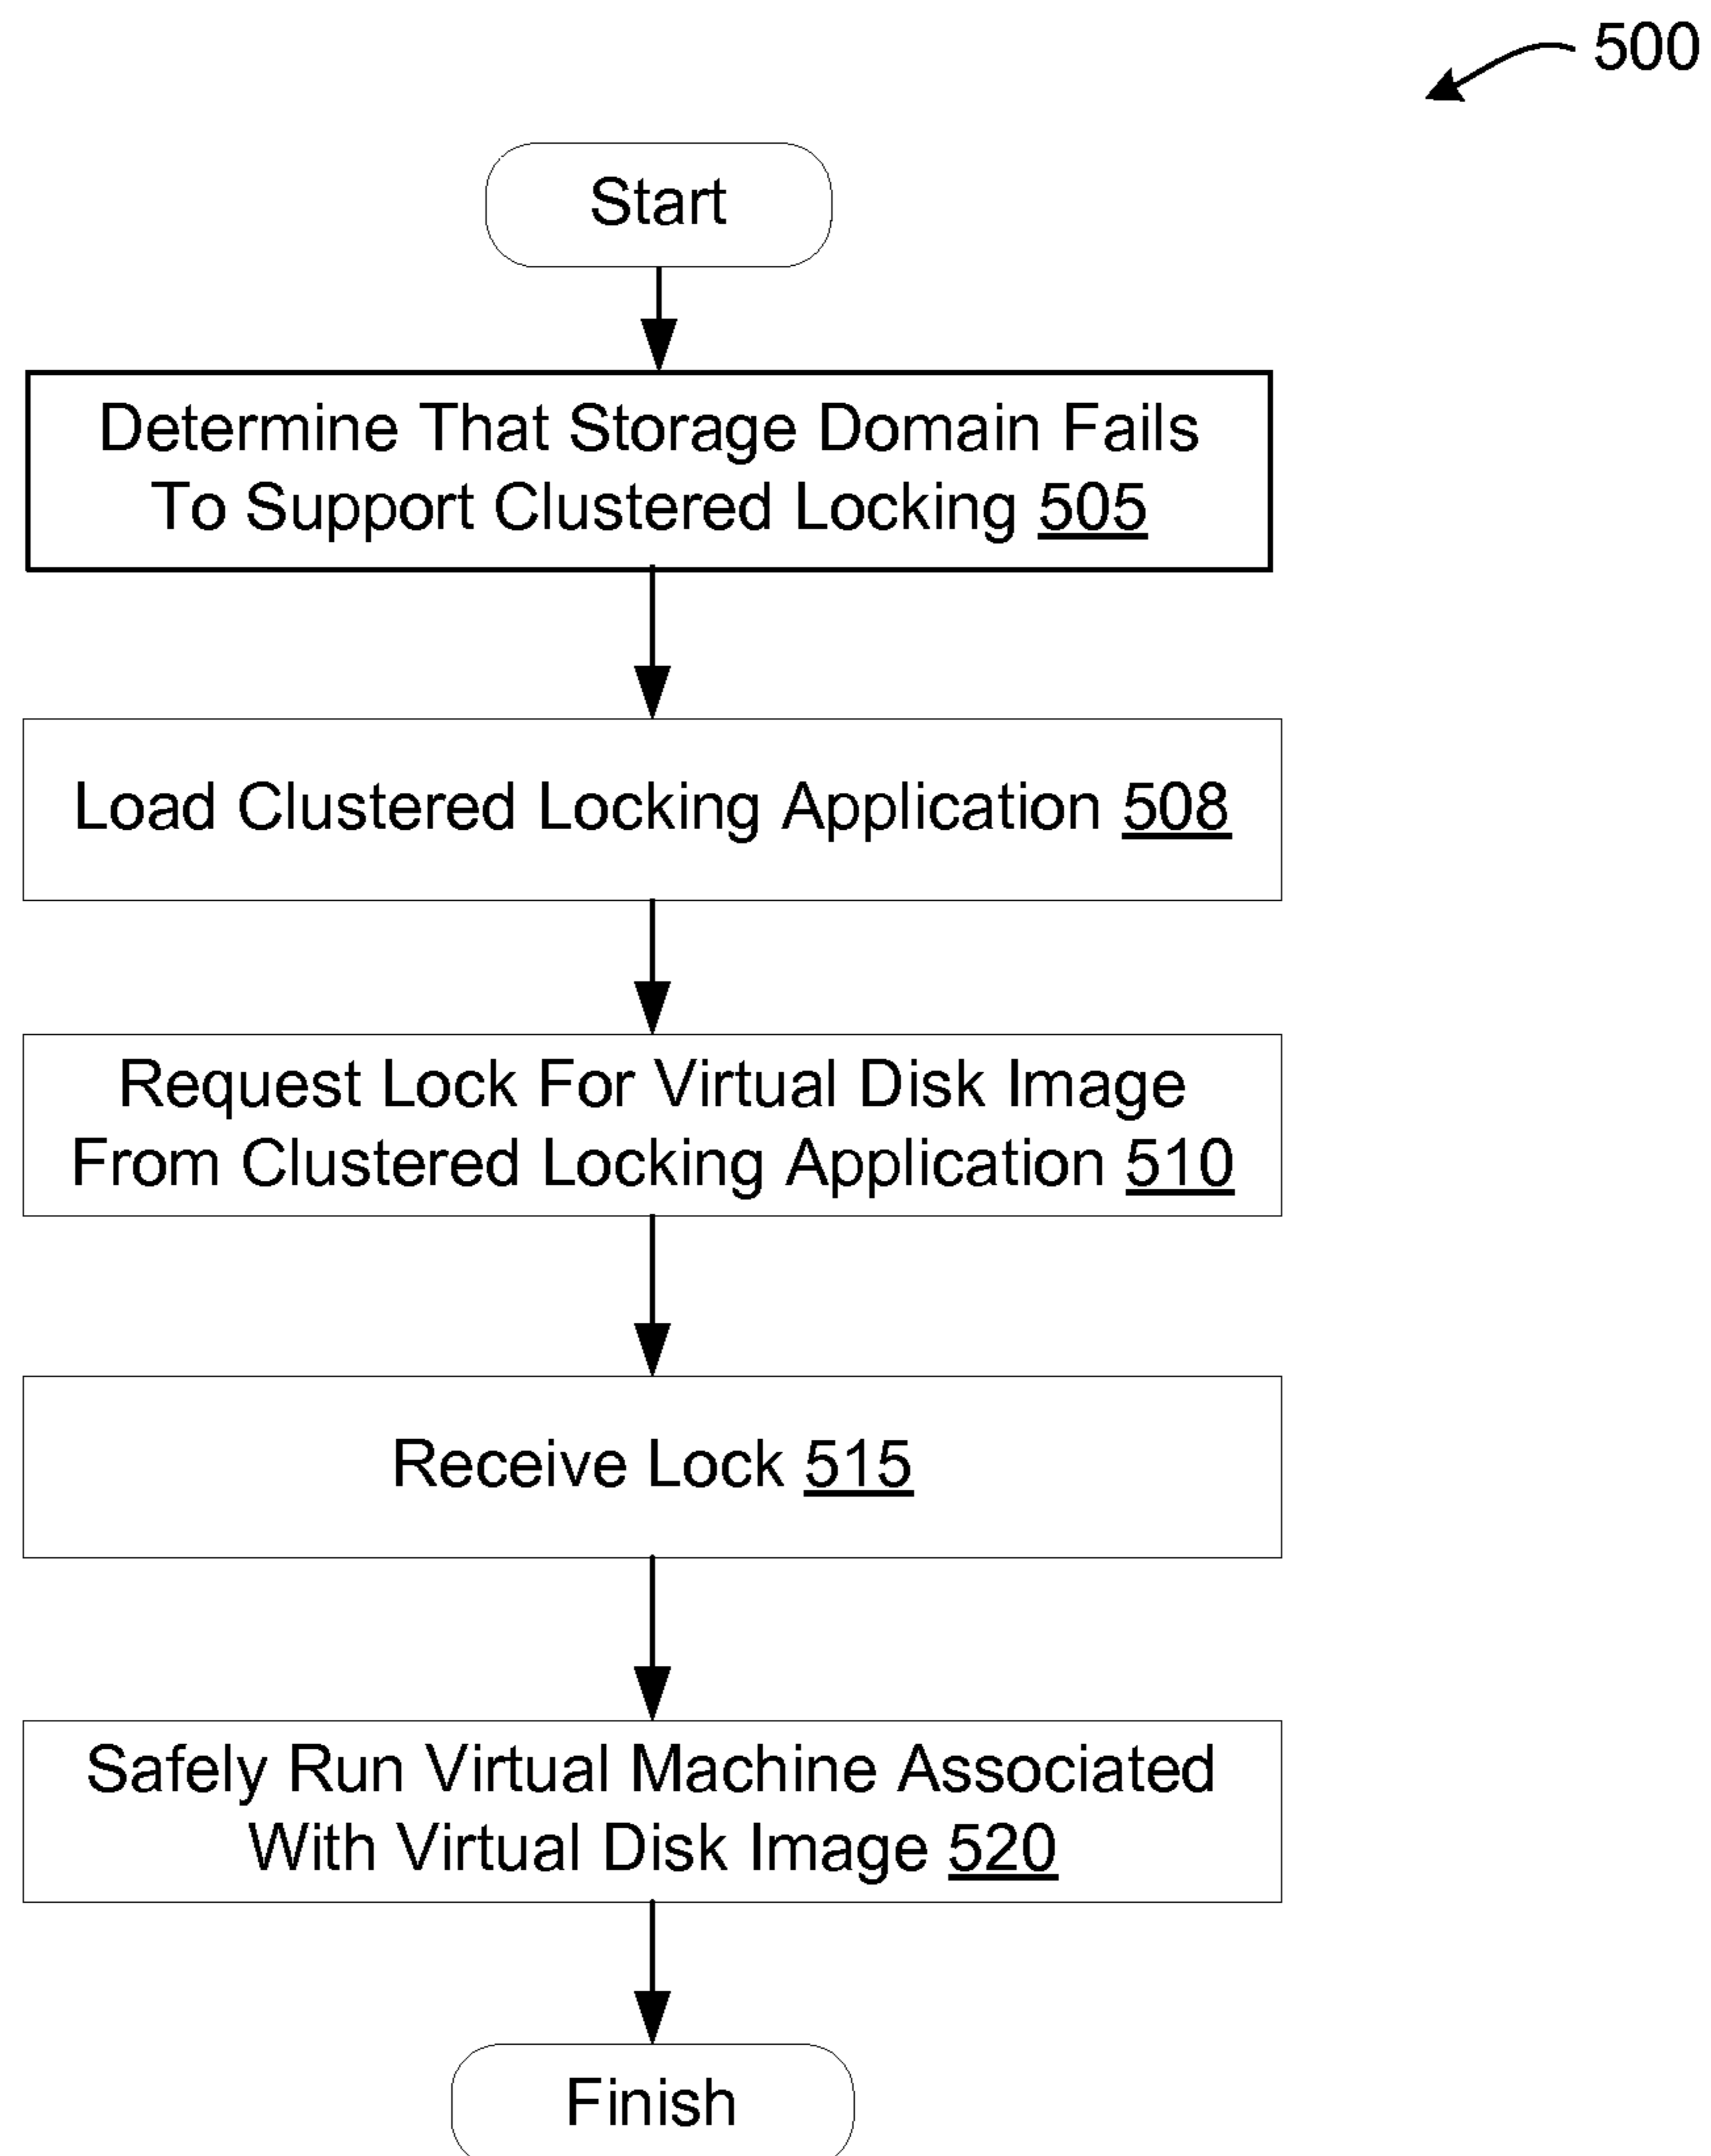 500
Start
Determine That Storage Domain Fails
To Support Clustered Locking 505
Load Clustered Locking Application 508
Request Lock For Virtual Disk Image
From Clustered Locking Application 510
Receive Lock 515
Safely Run Virtual Machine Associated
With Virtual Disk Image 520
Finish